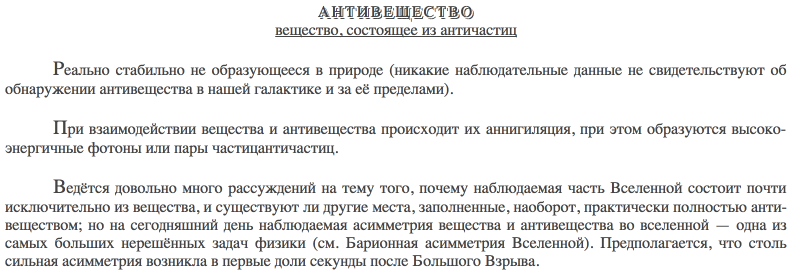 АНТИВЕЩЕСТВО
вещество, состоящее из античастиц
Реально стабильно не образующееся в природе (никакие наблюдательные данные не свидетельствуют об
обнаружении антивещества в нашей галактике и за её пределами).
При взаимодействии вещества и антивещества происходит их аннигиляция, при этом образуются высоко-
энергичные фотоны или пары частицантичастиц.
Ведётся довольно много рассуждений на тему того, почему наблюдаемая часть Вселенной состоит почти
исключительно из вещества, и существуют ли другие места, заполненные, наоборот, практически полностью анти-
веществом; но на сегодняшний день наблюдаемая асимметрия вещества и антивещества во вселенной — одна из
самых больших нерешённых задач физики (см. Барионная асимметрия Вселенной). Предполагается, что столь
сильная асимметрия возникла в первые доли секунды после Большого Взрыва.